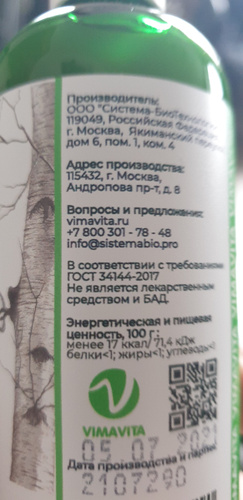 Производитель:
ООО "Система-БиоТехнологии"
119049, Российская Федерация,
г. Москва, Якиманский переулок,
дом 6, пом. 1, ком. 4
Адрес производства:
115432, г. Москва,
Андропова пр-т, д. 8
Вопросы и предложения:
vimavita.ru
+7 800 301 - 78 - 48
info@sistemabio.pro
В соответствии с требованиями
ГОСТ 34144-2017
Не является лекарственным
средством и БАД.
Энергетическая и пищевая
ценность, 100 г :
менее 17 ккал/ 71,4 кДж
белки<1; жиры<1; углеводы<1
VIMAVITA
05 07 2021
Дата производства и партия
2107290